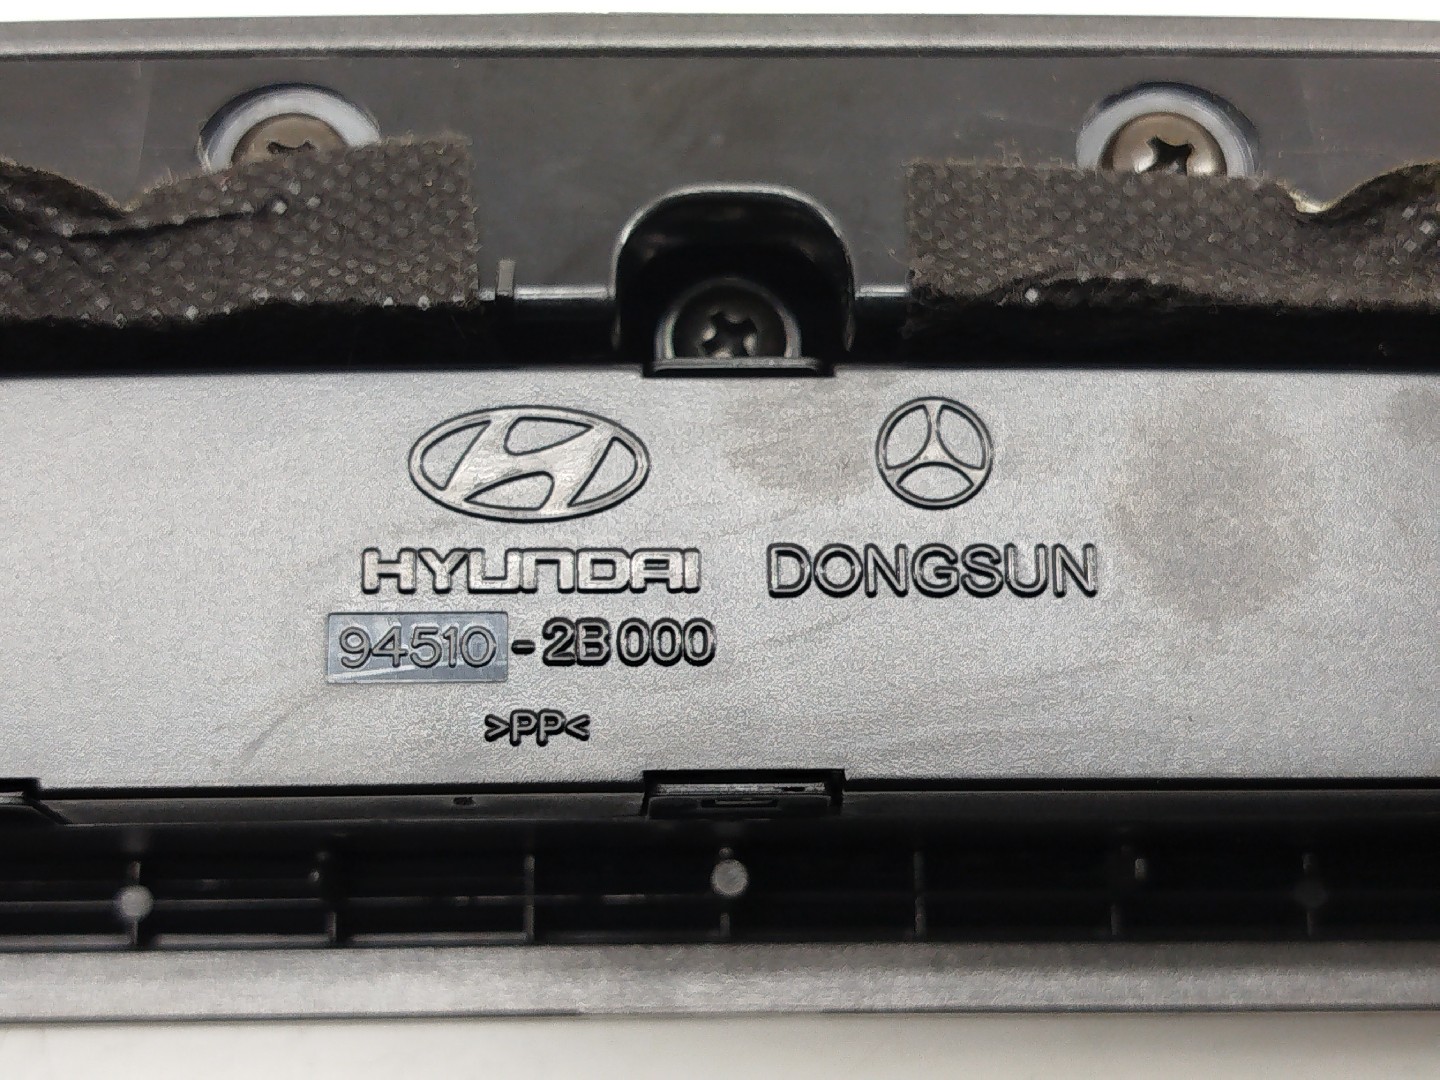 HYUNDAI DONGSUN
94510-2B000
>PP<